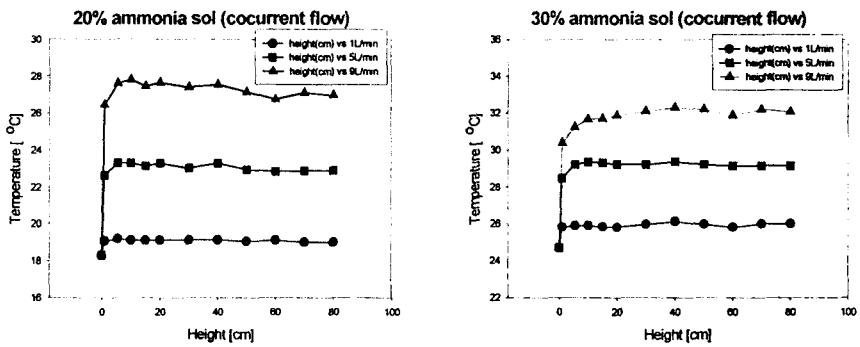 20% ammonia sol (cocurrent flow)
30
28
26
24
22
20
18
16
Temperature [ °C]
height(cm) vs 1L/min
height(cm) vs 5L/min
height(cm) vs 9L/min
0 20 40 60 80 100
Height [cm]
30% ammonia sol (cocurrent flow)
36
34
32
30
28
26
24
22
Temperature [ °C]
height(cm) vs 1L/min
height(cm) vs 5L/min
height(cm) vs 9L/min
0 20 40 60 80 100
Height [cm]